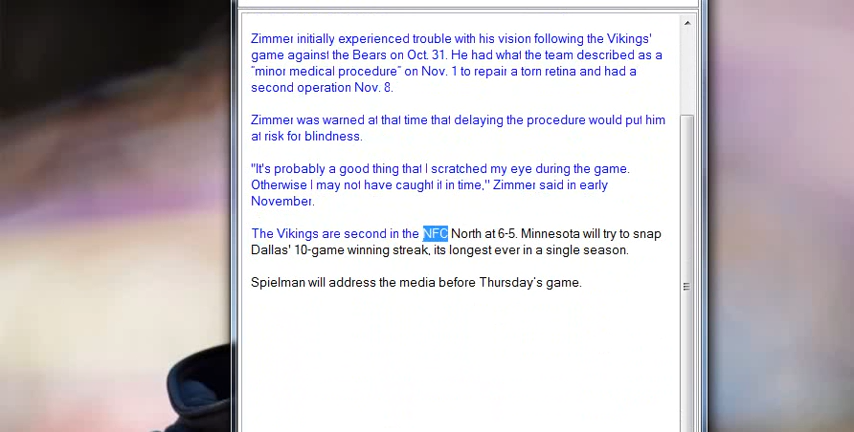 Zimmer initially experienced trouble with his vision following the Vikings'
game against the Bears on Oct. 31. He had what the team described as a
"minor medical procedure" on Nov. 1 to repair a torn retina and had a
second operation Nov. 8.
Zimmer was warned at that time that delaying the procedure would put him
at risk for blindness.
"It's probably a good thing that I scratched my eye during the game.
Otherwise I may not have caught it in time," Zimmer said in early
November.
The Vikings are second in the NFC North at 6-5. Minnesota will try to snap
Dallas' 10-game winning streak, its longest ever in a single season.
Spielman will address the media before Thursday's game.